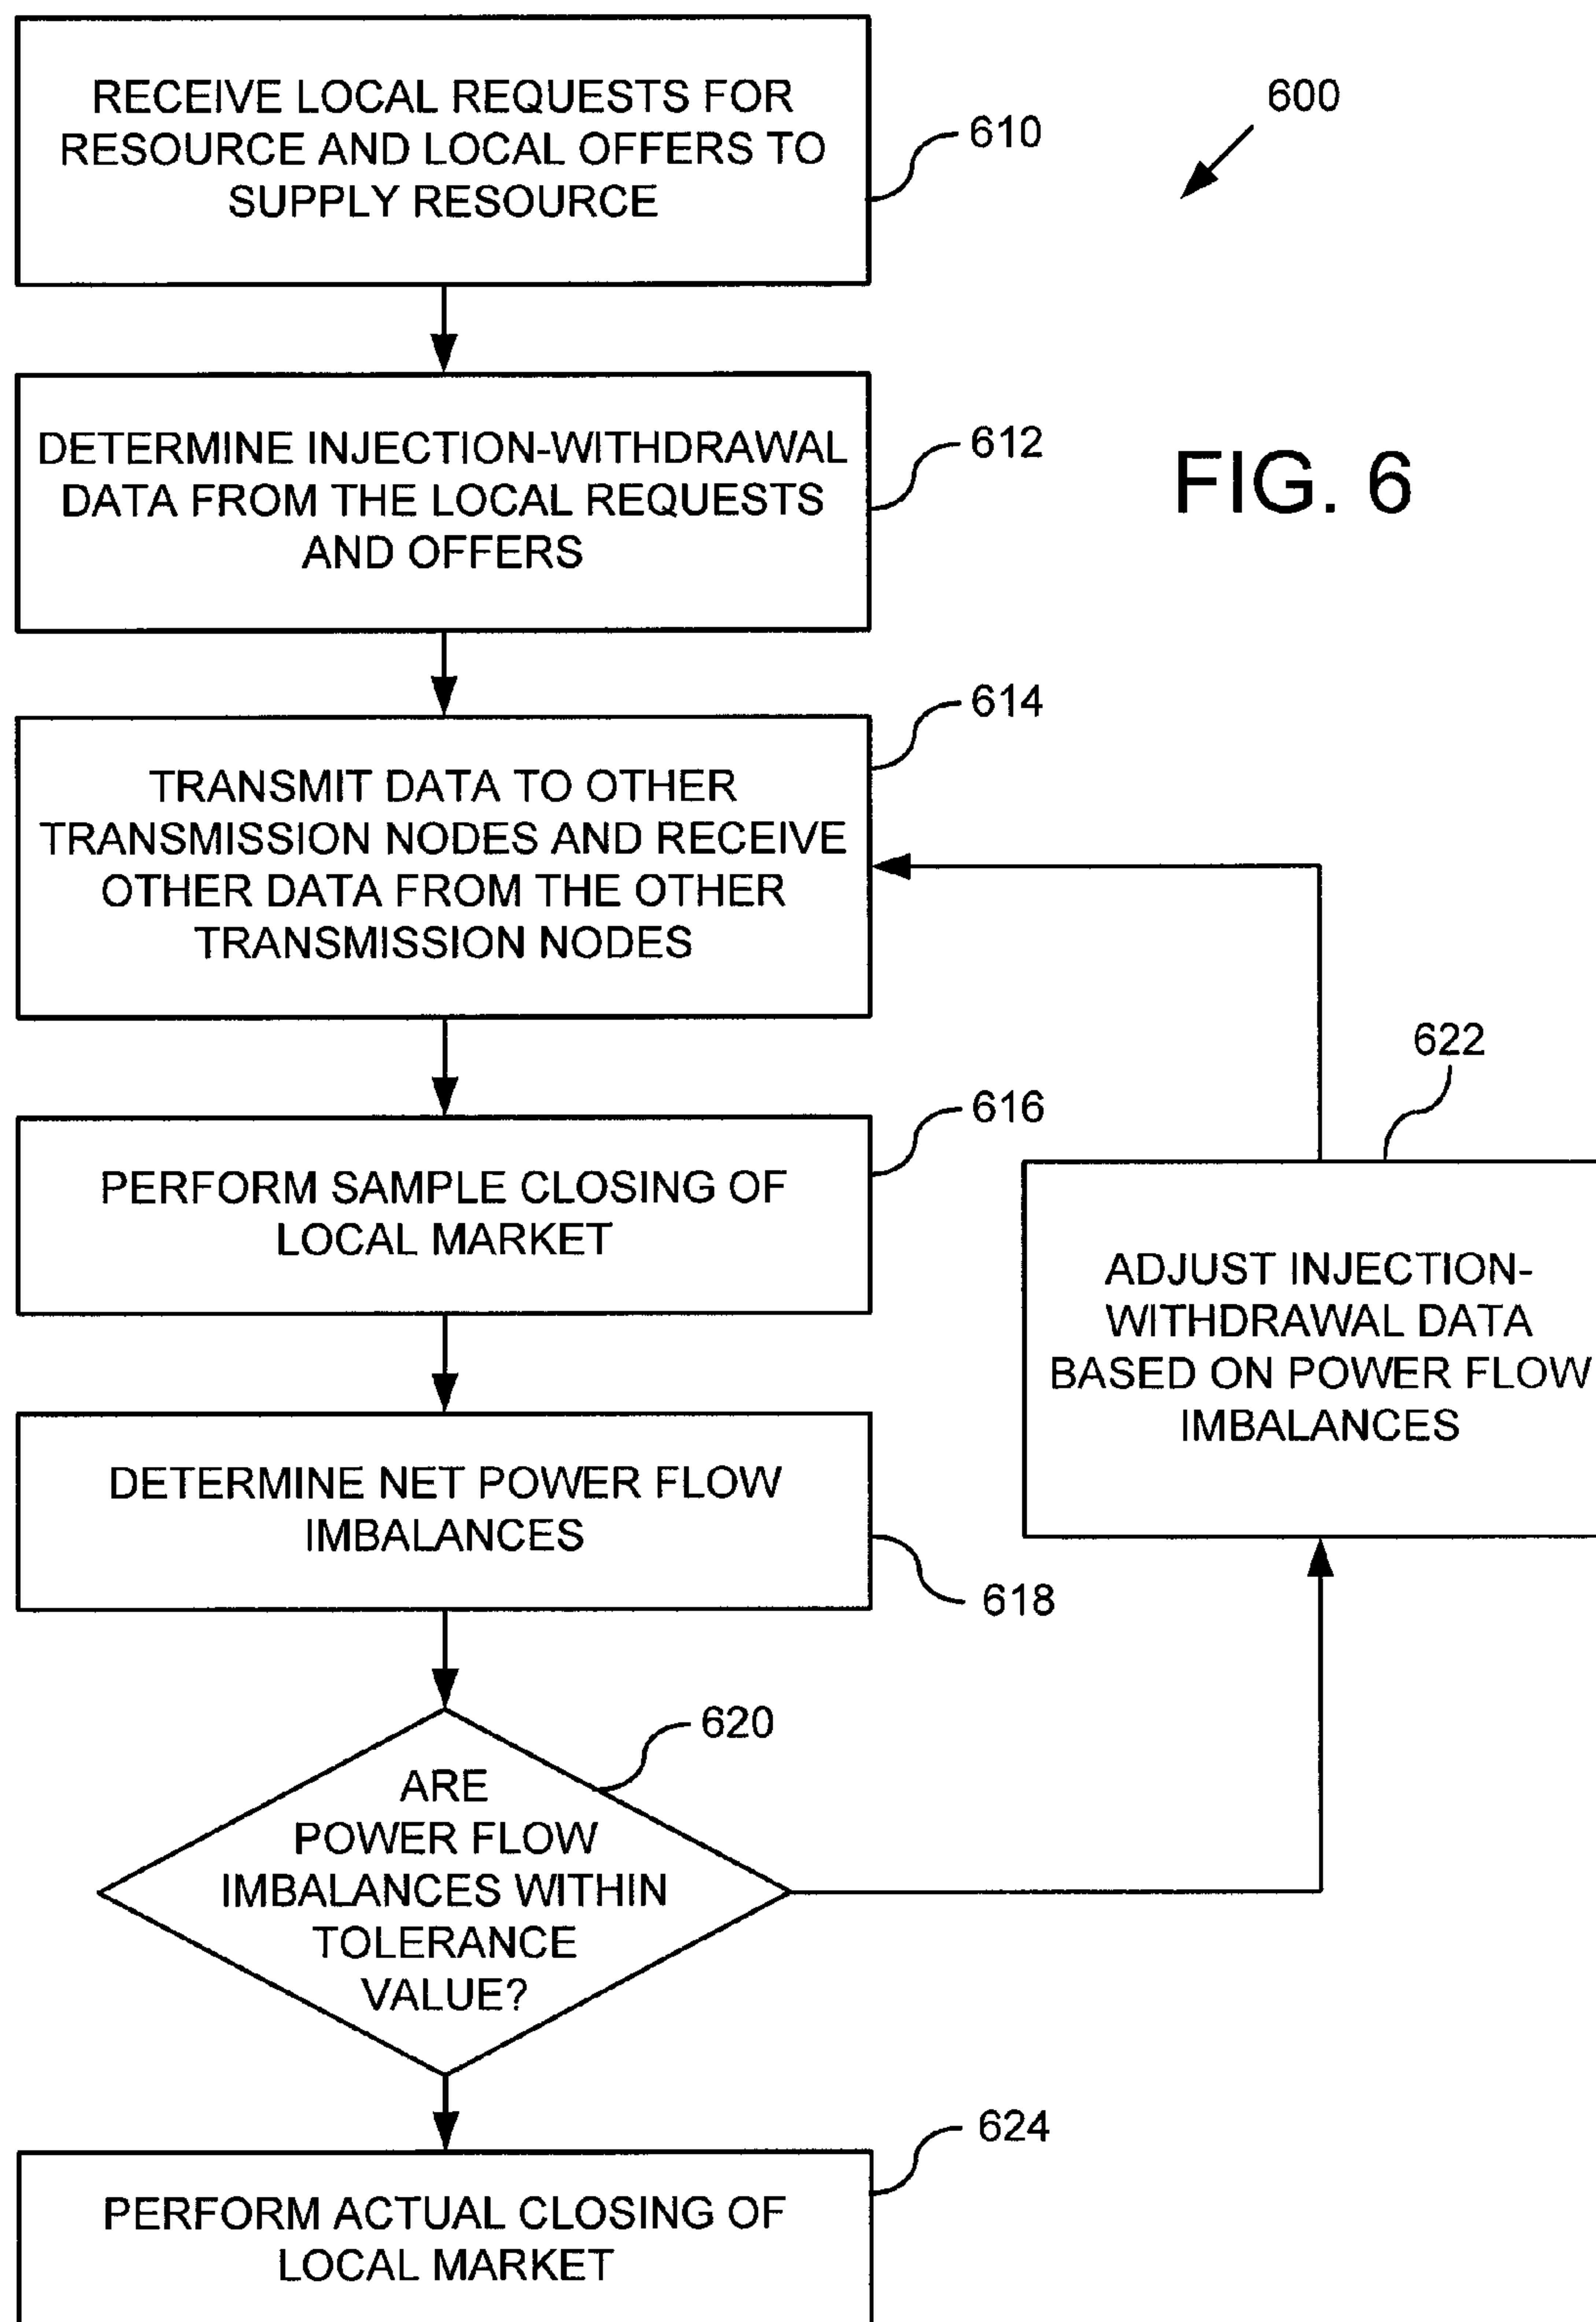 RECEIVE LOCAL REQUESTS FOR
RESOURCE AND LOCAL OFFERS TO
SUPPLY RESOURCE
610
600
DETERMINE INJECTION-WITHDRAWAL
DATA FROM THE LOCAL REQUESTS
AND OFFERS
612
FIG. 6
TRANSMIT DATA TO OTHER
TRANSMISSION NODES AND RECEIVE
OTHER DATA FROM THE OTHER
TRANSMISSION NODES
614
PERFORM SAMPLE CLOSING OF
LOCAL MARKET
616
622
ADJUST INJECTION-
WITHDRAWAL DATA
BASED ON POWER FLOW
IMBALANCES
DETERMINE NET POWER FLOW
IMBALANCES
618
ARE
POWER FLOW
IMBALANCES WITHIN
TOLERANCE
VALUE?
620
PERFORM ACTUAL CLOSING OF
LOCAL MARKET
624